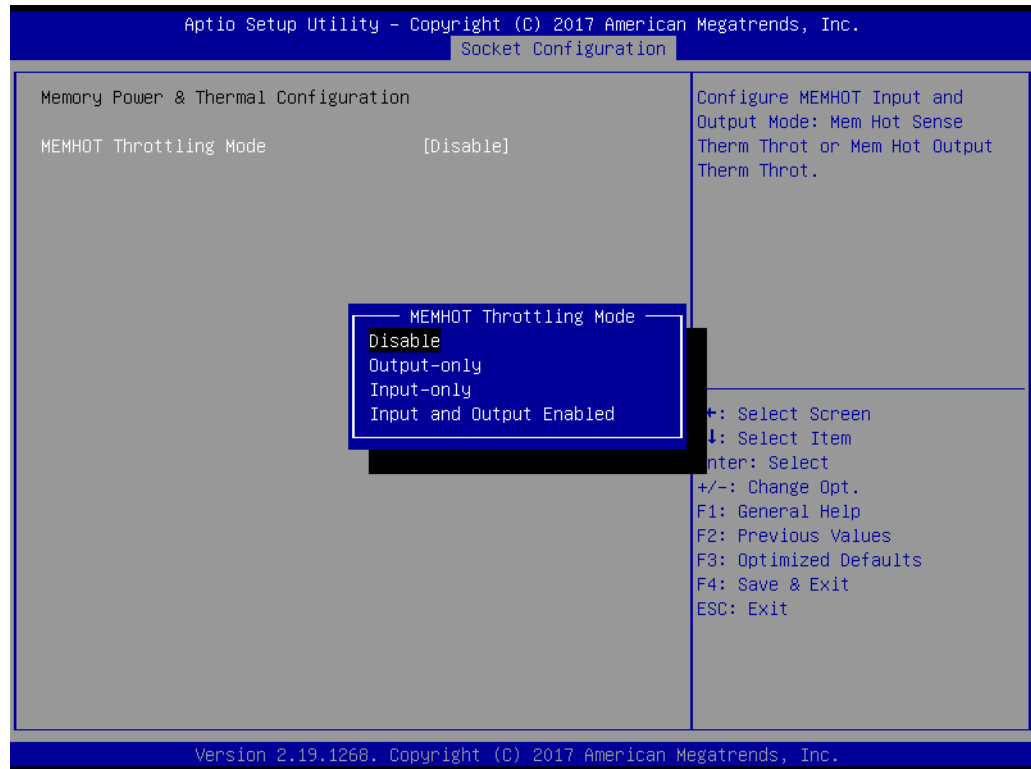 Aptio Setup Utility – Copyright (C) 2017 American Megatrends, Inc.
Socket Configuration
Memory Power & Thermal Configuration
MEMHOT Throttling Mode [Disable]
Configure MEMHOT Input and
Output Mode: Mem Hot Sense
Therm Throt or Mem Hot Output
Therm Throt.
MEMHOT Throttling Mode
Disable
Output-only
Input-only
Input and Output Enabled
: Select Screen
: Select Item
nter: Select
+/-: Change Opt.
F1: General Help
F2: Previous Values
F3: Optimized Defaults
F4: Save & Exit
ESC: Exit
Version 2.19.1268. Copyright (C) 2017 American Megatrends, Inc.